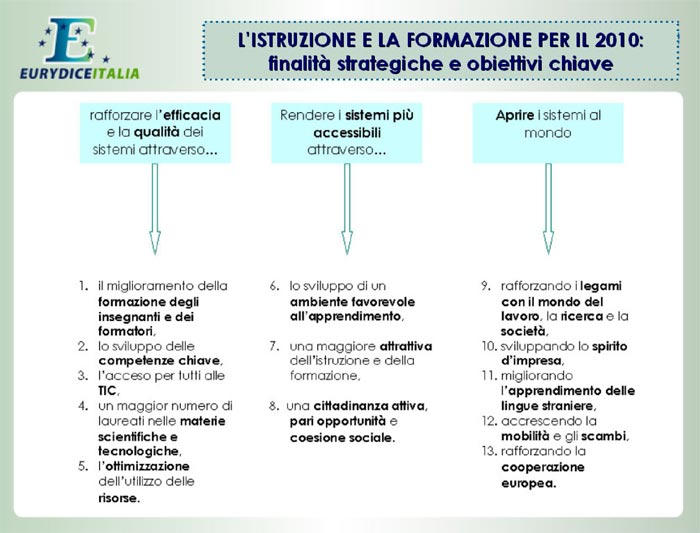 E
EURYDICEITALIA
L'ISTRUZIONE E LA FORMAZIONE PER IL 2010:
finalità strategiche e obiettivi chiave
rafforzare l'efficacia
e la qualità dei
sistemi attraverso...
Rendere i sistemi più
accessibili
attraverso...
Aprire i sistemi al
mondo
1. il miglioramento della
formazione degli
insegnanti e dei
formatori,
2. lo sviluppo delle
competenze chiave,
3. l'acceso per tutti alle
TIC,
4. un maggior numero di
laureati nelle materie
scientifiche e
tecnologiche,
5. l'ottimizzazione
dell'utilizzo delle
risorse.
6. lo sviluppo di un
ambiente favorevole
all'apprendimento,
7. una maggiore attrattiva
dell'istruzione e della
formazione,
8. una cittadinanza attiva,
pari opportunità e
coesione sociale.
9. rafforzando i legami
con il mondo del
lavoro, la ricerca e la
società,
10. sviluppando lo spirito
d'impresa,
11. migliorando
l'apprendimento delle
lingue straniere,
12. accrescendo la
mobilità e gli scambi,
13. rafforzando la
cooperazione
europea.